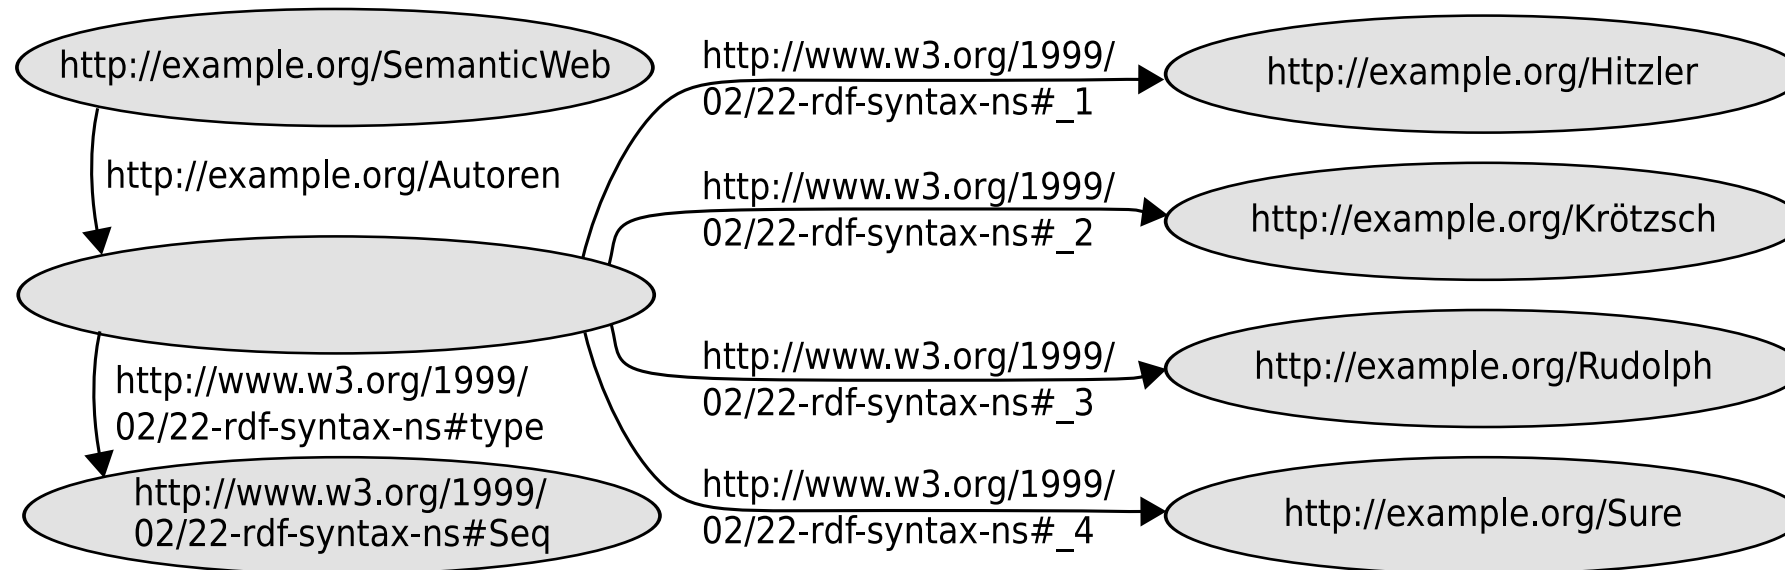 http://example.org/SemanticWeb
http://example.org/Autoren
http://www.w3.org/1999/
02/22-rdf-syntax-ns#type
http://www.w3.org/1999/
02/22-rdf-syntax-ns#Seq
http://www.w3.org/1999/
02/22-rdf-syntax-ns#_1
http://example.org/Hitzler
http://www.w3.org/1999/
02/22-rdf-syntax-ns#_2
http://example.org/Krötzsch
http://www.w3.org/1999/
02/22-rdf-syntax-ns#_3
http://example.org/Rudolph
http://www.w3.org/1999/
02/22-rdf-syntax-ns#_4
http://example.org/Sure